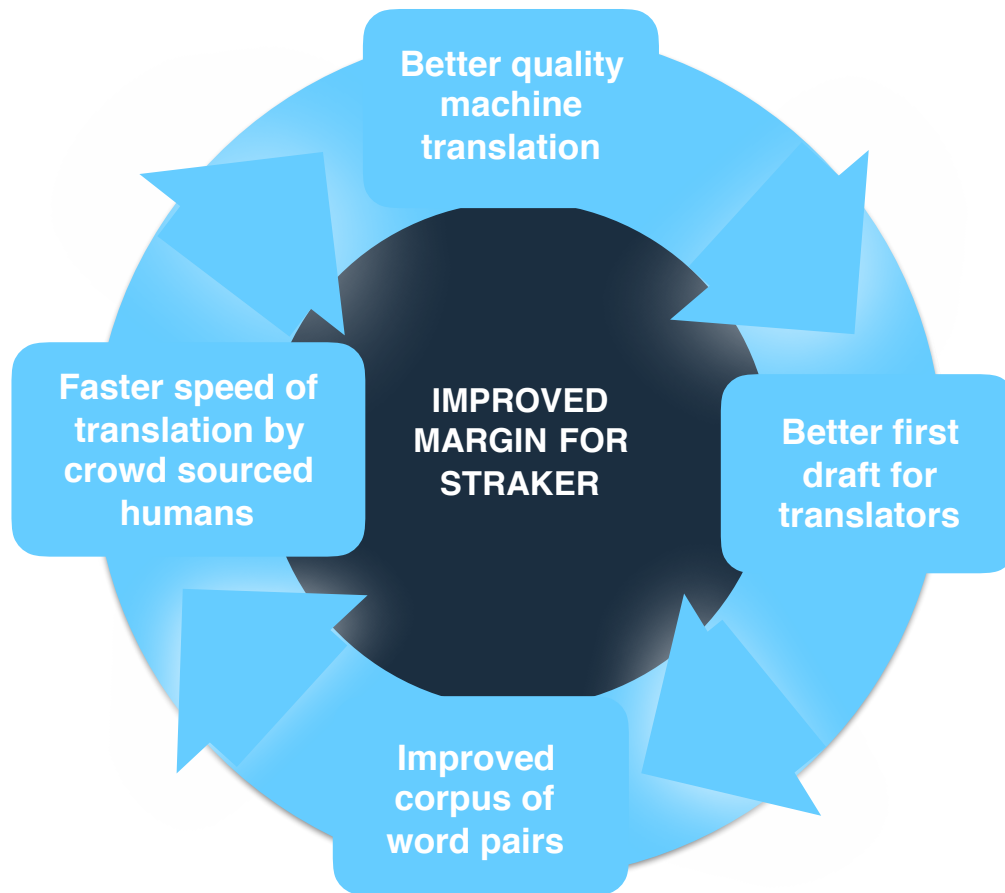 Better quality
machine
translation
Faster speed of
translation by
crowd sourced
humans
IMPROVED
MARGIN FOR
STRAKER
Better first
draft for
translators
Improved
corpus of
word pairs